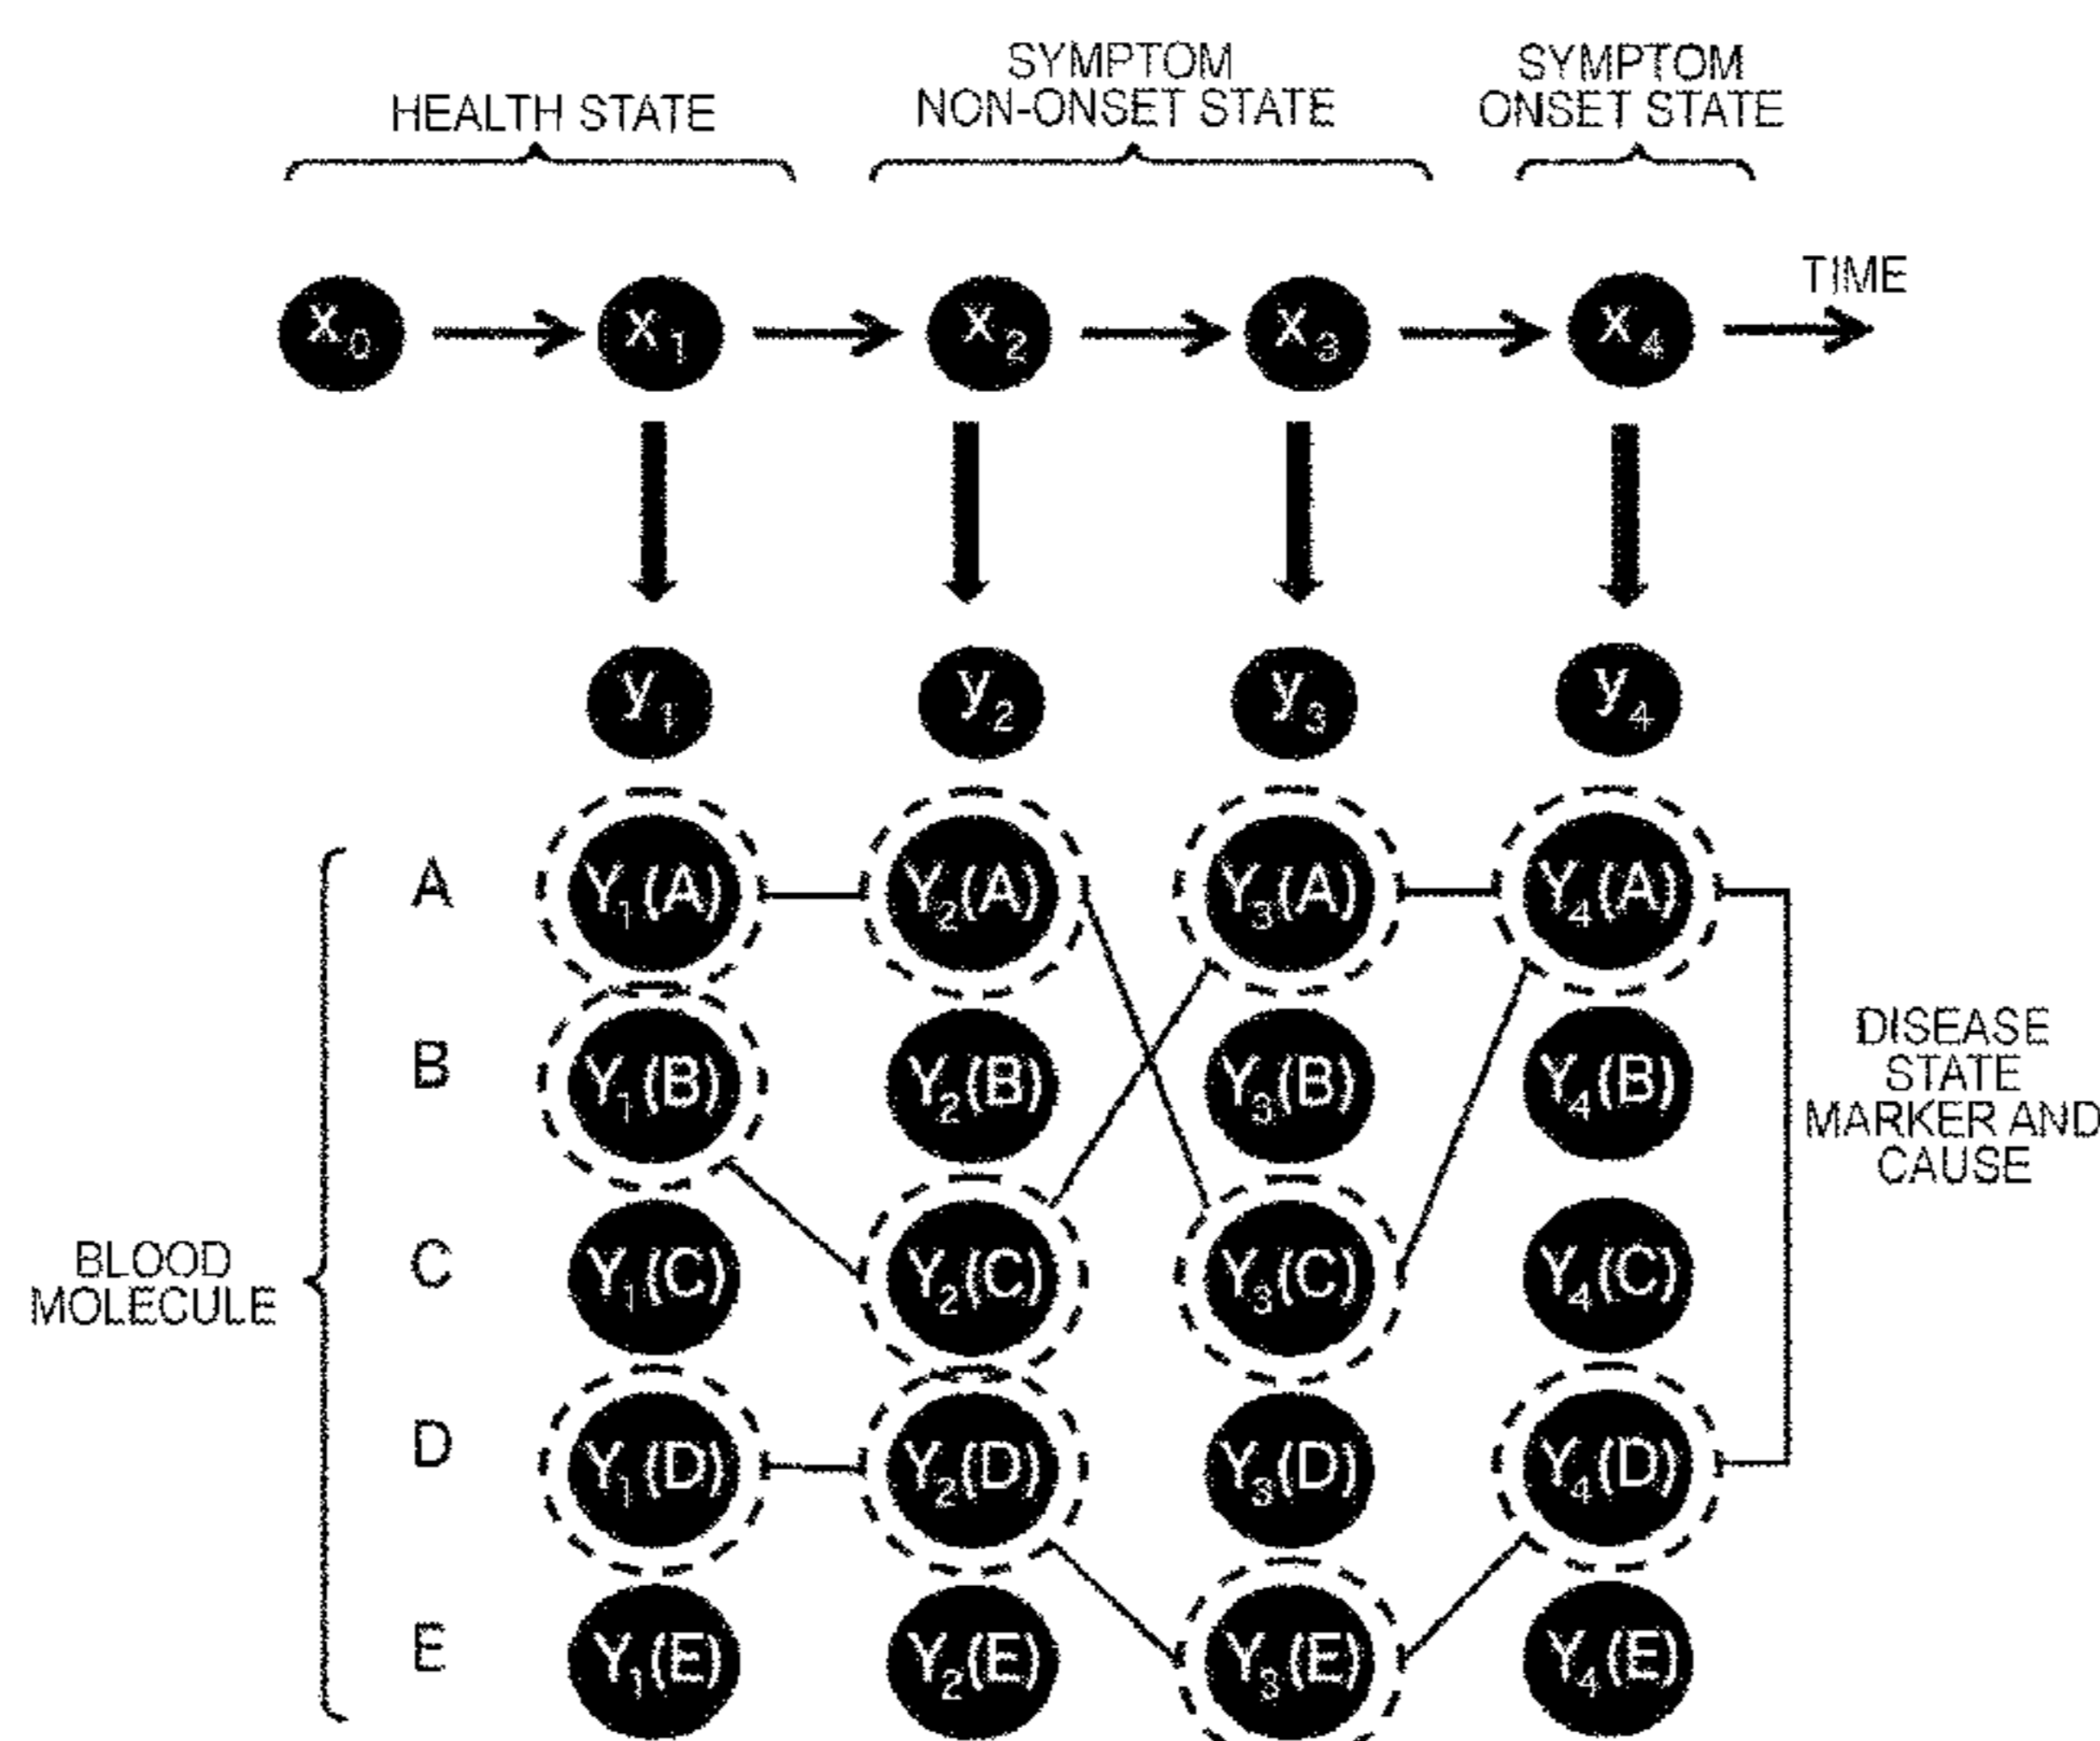 HEALTH STATE
SYMPTOM
NON-ONSET STATE
SYMPTOM
ONSET STATE
x₀
x₁
x₂
x₃
x₄
TIME
y₁
y₂
y₃
y₄
A
Y₁(A)
Y₂(A)
Y₃(A)
Y₄(A)
B
Y₁(B)
Y₂(B)
Y₃(B)
Y₄(B)
DISEASE
STATE
MARKER AND
CAUSE
BLOOD
MOLECULE
C
Y₁(C)
Y₂(C)
Y₃(C)
Y₄(C)
D
Y₁(D)
Y₂(D)
Y₃(D)
Y₄(D)
E
Y₁(E)
Y₂(E)
Y₃(E)
Y₄(E)